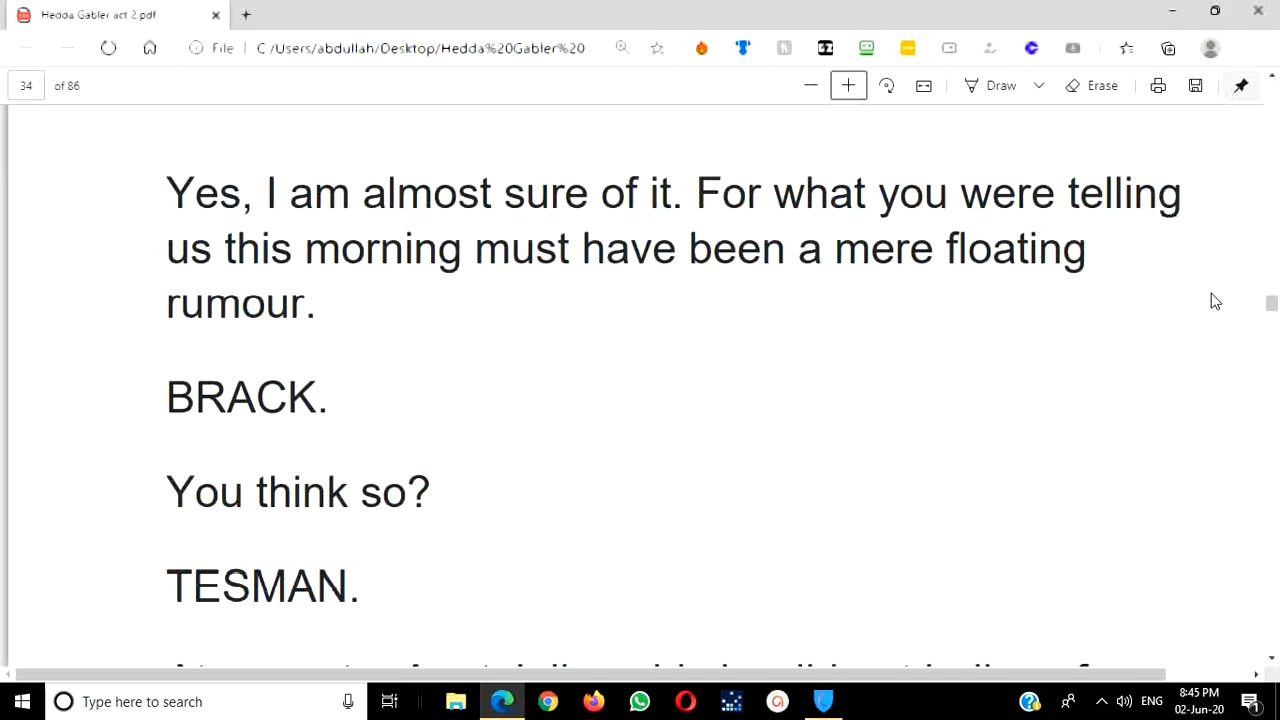 Hedda Gabler act 2.pdf
File C:/Users/abdullah/Desktop/Hedda%20Gabler%20
34 of 86 Draw Erase
Yes, I am almost sure of it. For what you were telling
us this morning must have been a mere floating
rumour.
BRACK.
You think so?
TESMAN.
Type here to search
ENG
8:45 PM
02-Jun-20